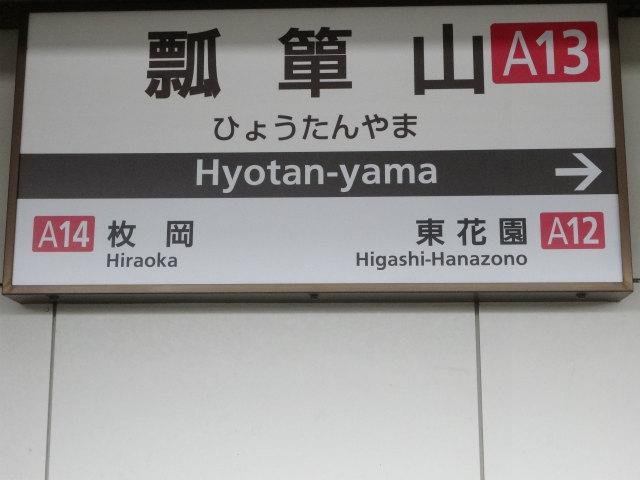 瓢箪山 A13
ひょうたんやま
Hyotan-yama →
A14 枚岡 東花園 A12
Hiraoka Higashi-Hanazono